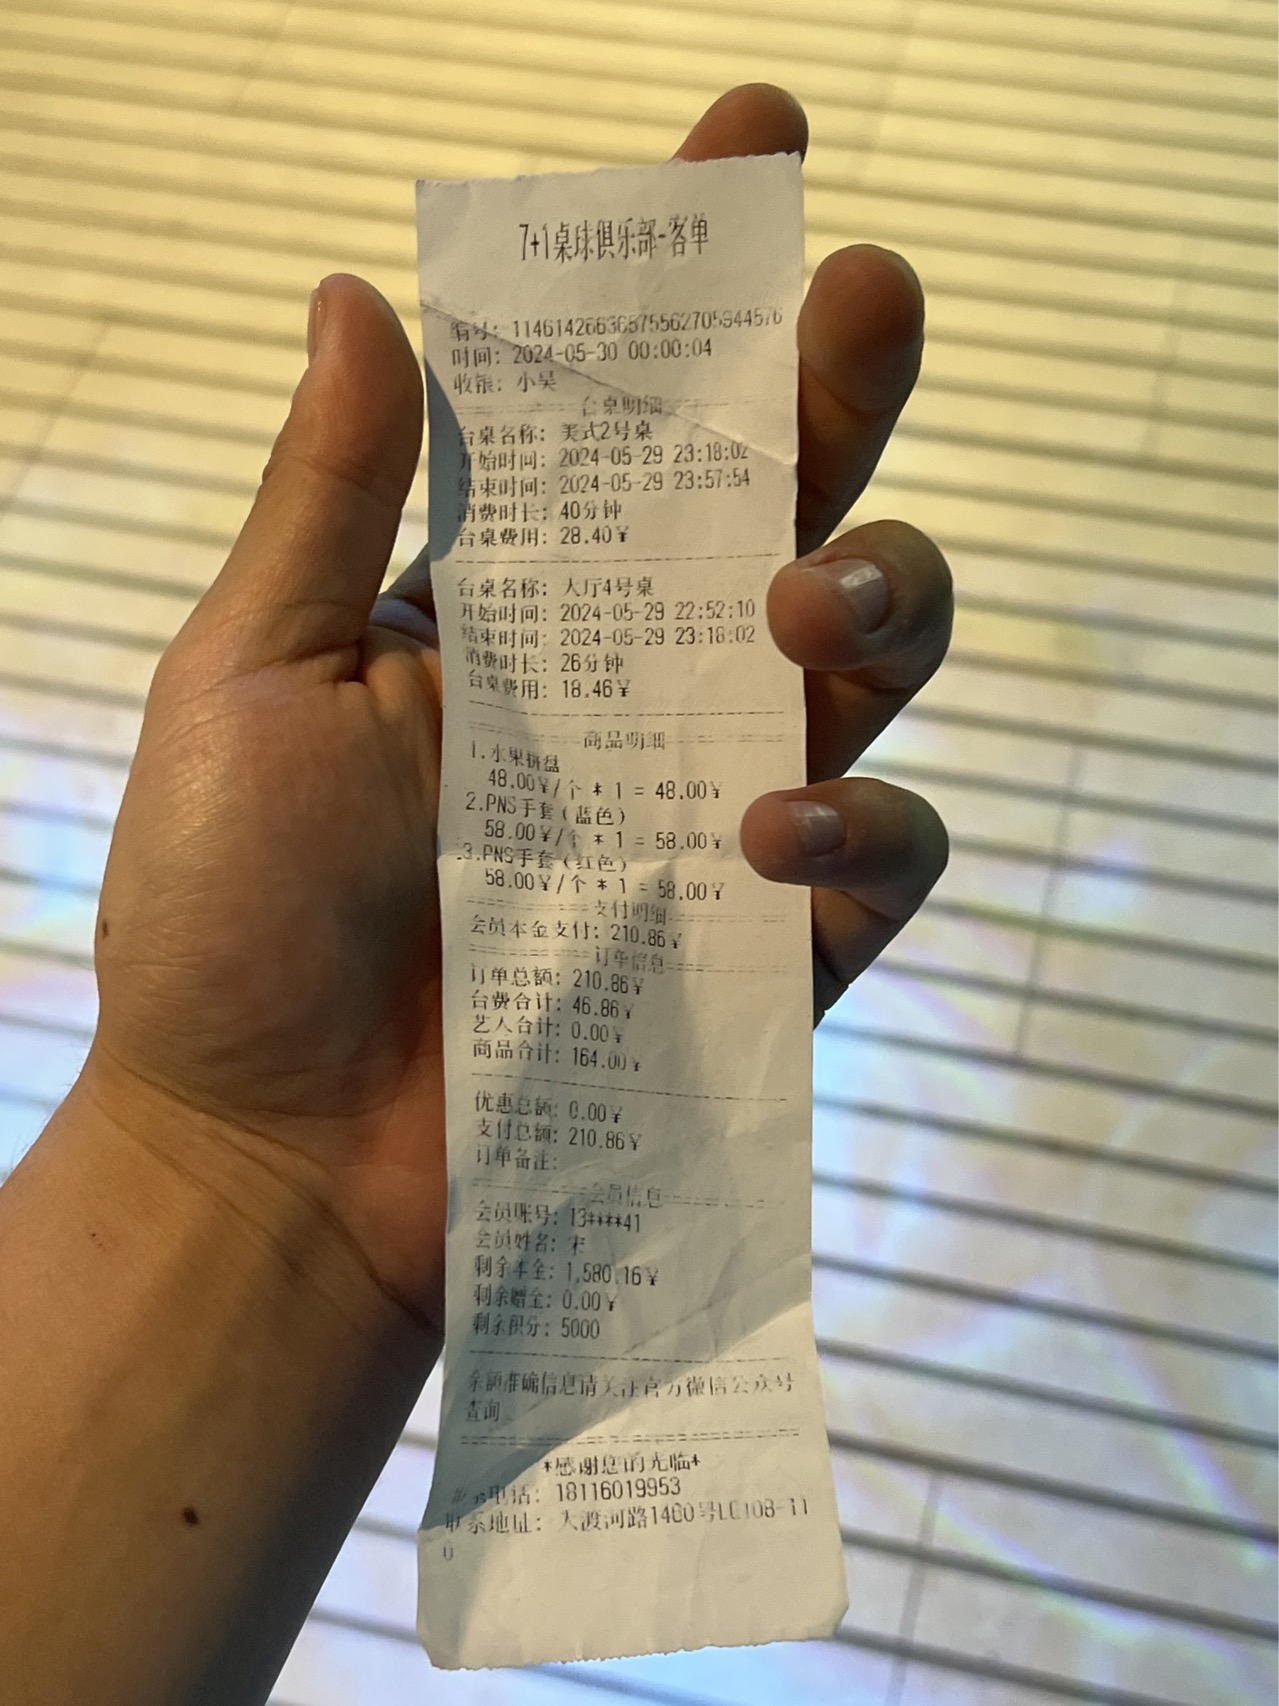 7+1桌球俱乐部-客单
编号: 11461426636575562705944576
时间: 2024-05-30 00:00:04
收银: 小吴
台桌明细
台桌名称: 美式2号桌
开始时间: 2024-05-29 23:18:02
结束时间: 2024-05-29 23:57:54
消费时长: 40分钟
台桌费用: 28.40¥
台桌名称: 大厅4号桌
开始时间: 2024-05-29 22:52:10
结束时间: 2024-05-29 23:18:02
消费时长: 26分钟
台桌费用: 18.46¥
商品明细
1.水果拼盘
48.00¥/个 * 1 = 48.00¥
2.PNS手套(蓝色)
58.00¥/个 * 1 = 58.00¥
3.PNS手套(红色)
58.00¥/个 * 1 = 58.00¥
支付明细
会员本金支付: 210.86¥
订单信息
订单总额: 210.86¥
台费合计: 46.86¥
艺人合计: 0.00¥
商品合计: 164.00¥
优惠总额: 0.00¥
支付总额: 210.86¥
订单备注:
会员信息
会员账号: 13****41
会员姓名: 宋
剩余本金: 1,580.16¥
剩余赠金: 0.00¥
剩余积分: 5000
余额准确信息请关注官方微信公众号
查询
*感谢您的光临*
联系电话: 18116019953
联系地址: 大渡河路1460号LG108-11
0